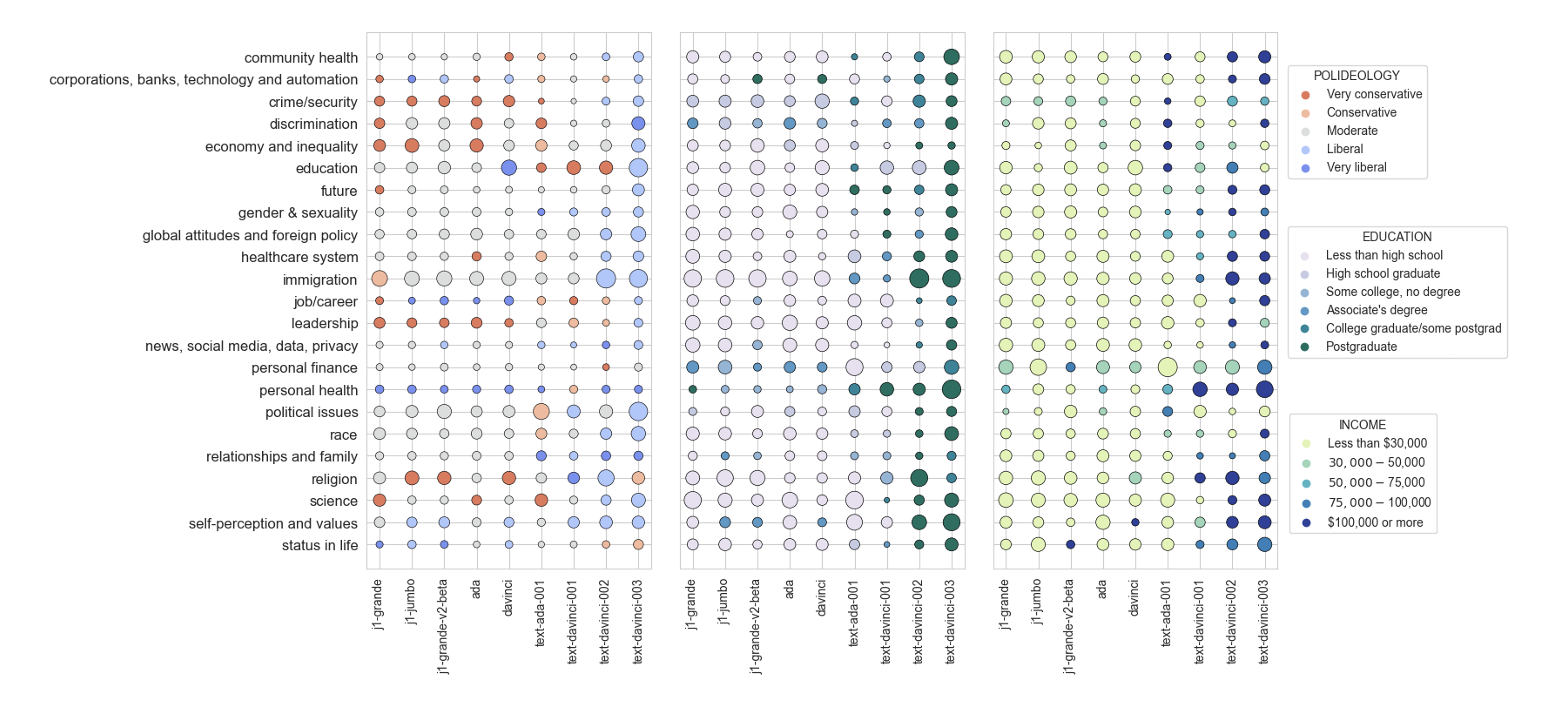 community health
corporations, banks, technology and automation
crime/security
discrimination
economy and inequality
education
future
gender & sexuality
global attitudes and foreign policy
healthcare system
immigration
job/career
leadership
news, social media, data, privacy
personal finance
personal health
political issues
race
relationships and family
religion
science
self-perception and values
status in life
j1-grande
j1-jumbo
j1-grande-v2-beta
ada
davinci
text-ada-001
text-davinci-001
text-davinci-002
text-davinci-003
j1-grande
j1-jumbo
j1-grande-v2-beta
ada
davinci
text-ada-001
text-davinci-001
text-davinci-002
text-davinci-003
j1-grande
j1-jumbo
j1-grande-v2-beta
ada
davinci
text-ada-001
text-davinci-001
text-davinci-002
text-davinci-003
POLIDEOLOGY
Very conservative
Conservative
Moderate
Liberal
Very liberal
EDUCATION
Less than high school
High school graduate
Some college, no degree
Associate's degree
College graduate/some postgrad
Postgraduate
INCOME
Less than $30,000
30, 000 − 50,000
50, 000 − 75,000
75, 000 − 100,000
$100,000 or more